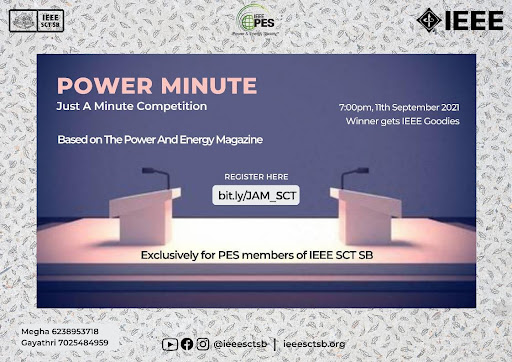 IEEE
SCT SB
IEEE
PES
Power & Energy Society
IEEE
POWER MINUTE
Just A Minute Competition
7:00pm, 11th September 2021
Winner gets IEEE Goodies
Based on The Power And Energy Magazine
REGISTER HERE
bit.ly/JAM_SCT
Exclusively for PES members of IEEE SCT SB
Megha 6238953718
Gayathri 7025484959
@ieeesctsb | ieeesctsb.org